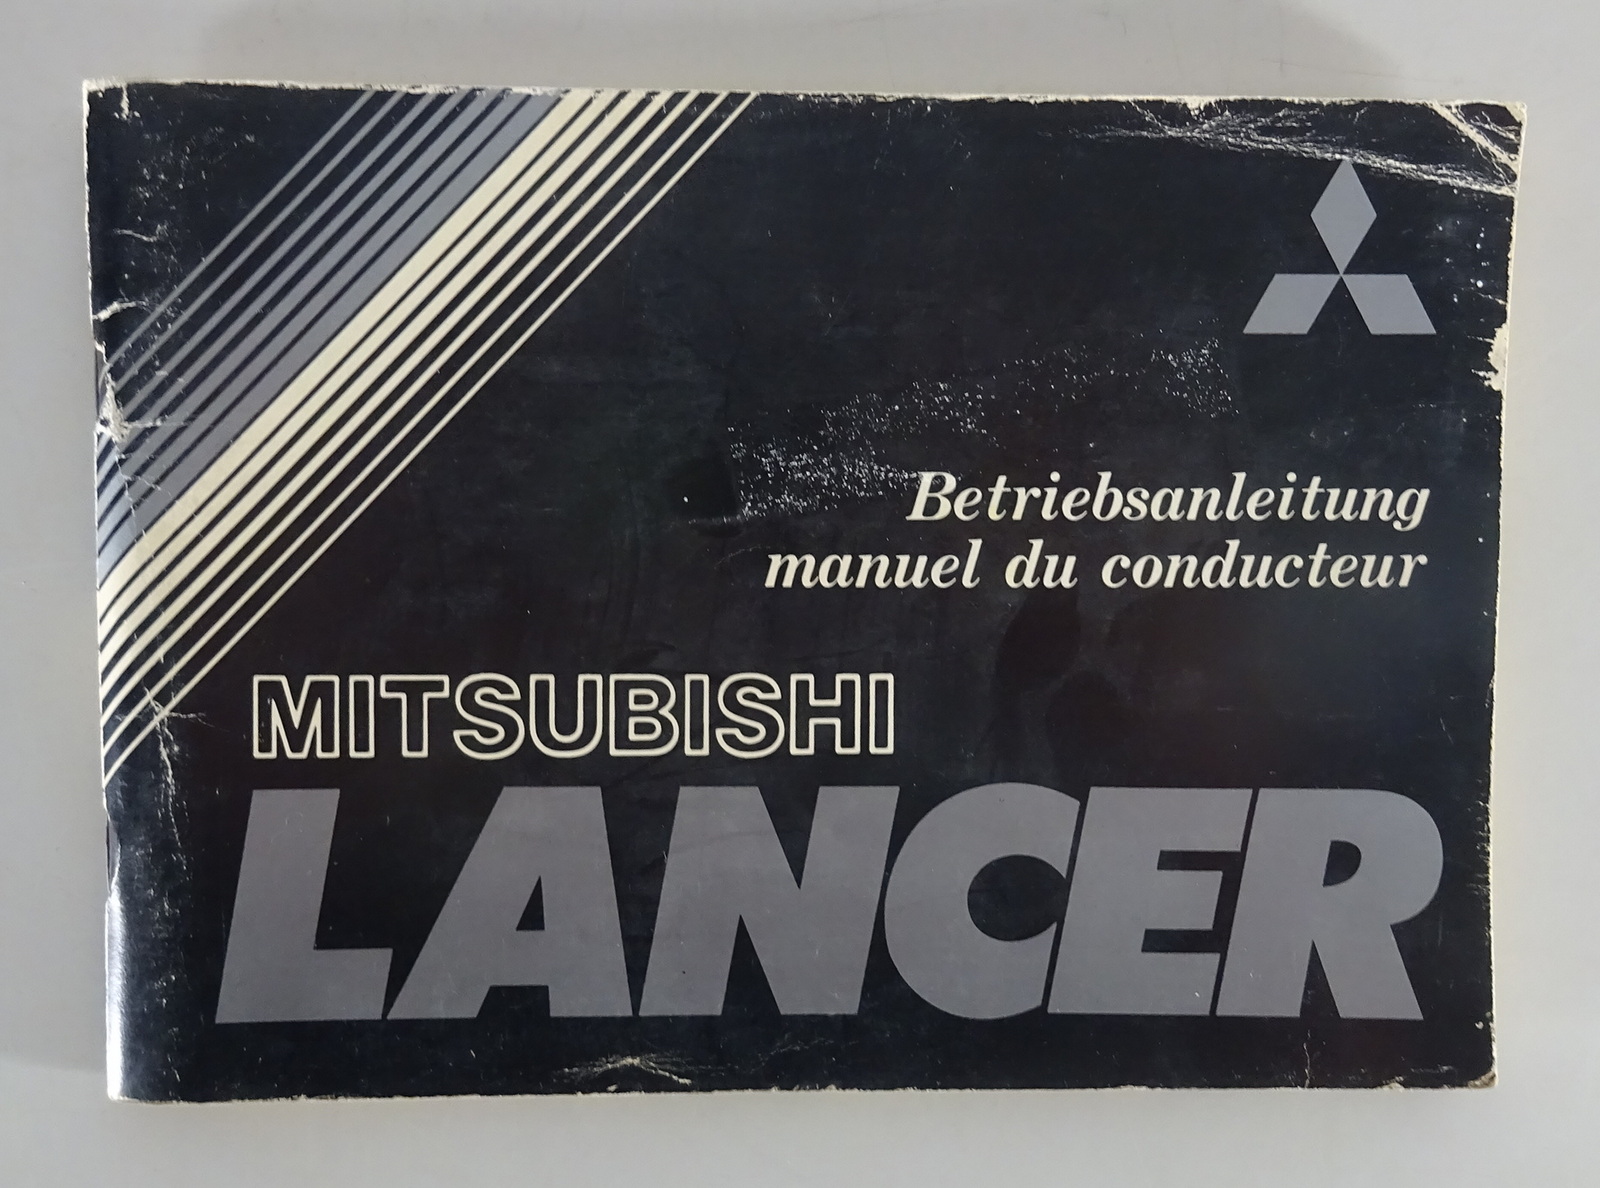 Betriebsanleitung
manuel du conducteur
MITSUBISHI
LANCER